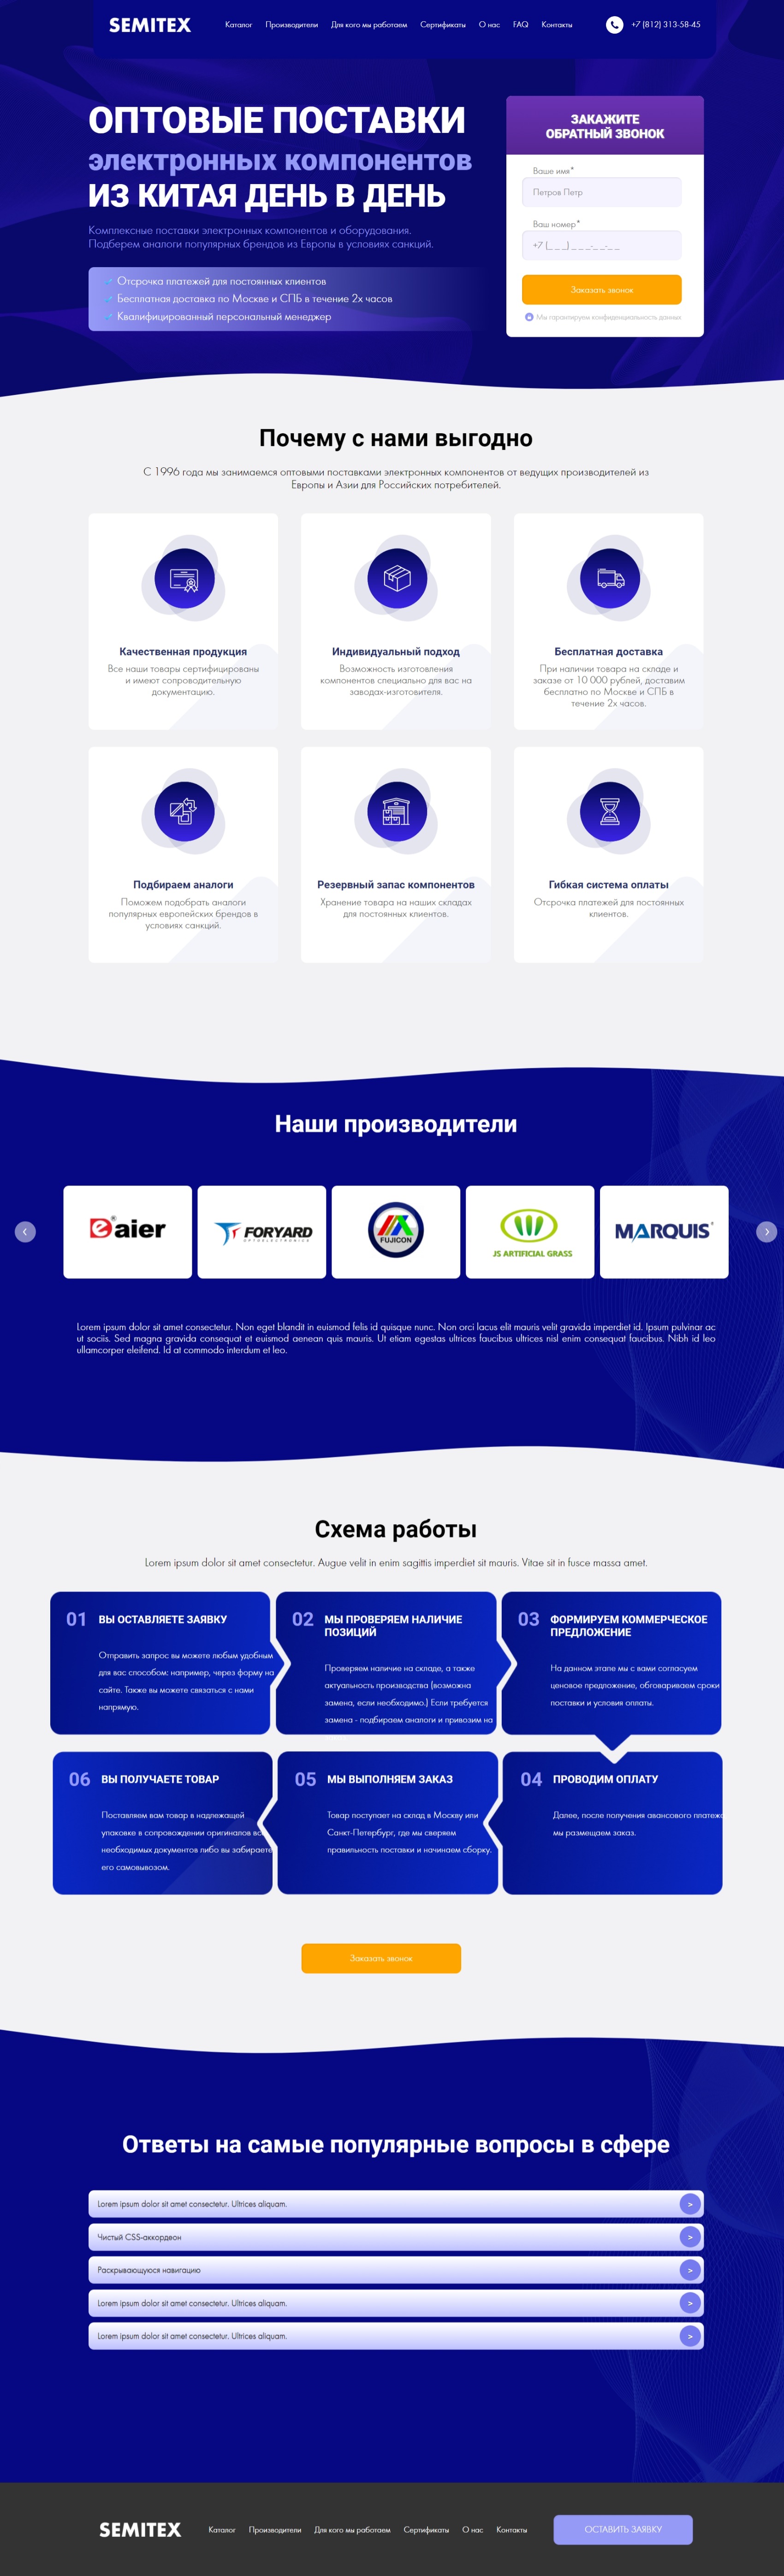 SEMITEX
Каталог Производители Для кого мы работаем Сертификаты О нас FAQ Контакты
+7 (812) 313-58-45
ОПТОВЫЕ ПОСТАВКИ
электронных компонентов
ИЗ КИТАЯ ДЕНЬ В ДЕНЬ
Комплексные поставки электронных компонентов и оборудования.
Подберем аналоги популярных брендов из Европы в условиях санкций.
Отсрочка платежей для постоянных клиентов
Бесплатная доставка по Москве и СПБ в течение 2х часов
Квалифицированный персональный менеджер
ЗАКАЖИТЕ
ОБРАТНЫЙ ЗВОНОК
Ваше имя*
Петров Петр
Ваш номер*
+7 (_ _ _) _ _ _-_ _-_ _
Заказать звонок
Мы гарантируем конфиденциальность данных
Почему с нами выгодно
С 1996 года мы занимаемся оптовыми поставками электронных компонентов от ведущих производителей из
Европы и Азии для Российских потребителей.
Качественная продукция
Все наши товары сертифицированы
и имеют сопроводительную
документацию.
Индивидуальный подход
Возможность изготовления
компонентов специально для вас на
заводах-изготовителя.
Бесплатная доставка
При наличии товара на складе и
заказе от 10 000 рублей, доставим
бесплатно по Москве и СПБ в
течение 2х часов.
Подбираем аналоги
Поможем подобрать аналоги
популярных европейских брендов в
условиях санкций.
Резервный запас компонентов
Хранение товара на наших складах
для постоянных клиентов.
Гибкая система оплаты
Отсрочка платежей для постоянных
клиентов.
Наши производители
‹
eaier®
FORYARD
OPTOELECTRONICS
FUJICON
JS ARTIFICIAL GRASS
MARQUIS®
›
Lorem ipsum dolor sit amet consectetur. Non eget blandit in euismod felis id quisque nunc. Non orci lacus elit mauris velit gravida imperdiet id. Ipsum pulvinar ac
ut sociis. Sed magna gravida consequat et euismod aenean quis mauris. Ut etiam egestas ultrices faucibus ultrices nisl enim consequat faucibus. Nibh id leo
ullamcorper eleifend. Id at commodo interdum et leo.
Схема работы
Lorem ipsum dolor sit amet consectetur. Augue velit in enim sagittis imperdiet sit mauris. Vitae sit in fusce massa amet.
01 ВЫ ОСТАВЛЯЕТЕ ЗАЯВКУ
Отправить запрос вы можете любым удобным
для вас способом: например, через форму на
сайте. Также вы можете связаться с нами
напрямую.
02 МЫ ПРОВЕРЯЕМ НАЛИЧИЕ
ПОЗИЦИЙ
Проверяем наличие на складе, а также
актуальность производства (возможна
замена, если необходимо.) Если требуется
замена - подбираем аналоги и привозим на
03 ФОРМИРУЕМ КОММЕРЧЕСКОЕ
ПРЕДЛОЖЕНИЕ
На данном этапе мы с вами согласуем
ценовое предложение, обговариваем сроки
поставки и условия оплаты.
06 ВЫ ПОЛУЧАЕТЕ ТОВАР
Поставляем вам товар в надлежащей
упаковке в сопровождении оригиналов
необходимых документов либо вы забираете
его самовывозом.
05 МЫ ВЫПОЛНЯЕМ ЗАКАЗ
Товар поступает на склад в Москву или
Санкт-Петербург, где мы сверяем
правильность поставки и начинаем сборку.
04 ПРОВОДИМ ОПЛАТУ
Далее, после получения авансового
мы размещаем заказ.
Заказать звонок
Ответы на самые популярные вопросы в сфере
Lorem ipsum dolor sit amet consectetur. Ultrices aliquam. >
Чистый CSS-аккордеон >
Раскрывающуюся навигацию >
Lorem ipsum dolor sit amet consectetur. Ultrices aliquam. >
Lorem ipsum dolor sit amet consectetur. Ultrices aliquam. >
SEMITEX
Каталог Производители Для кого мы работаем Сертификаты О нас Контакты
ОСТАВИТЬ ЗАЯВКУ